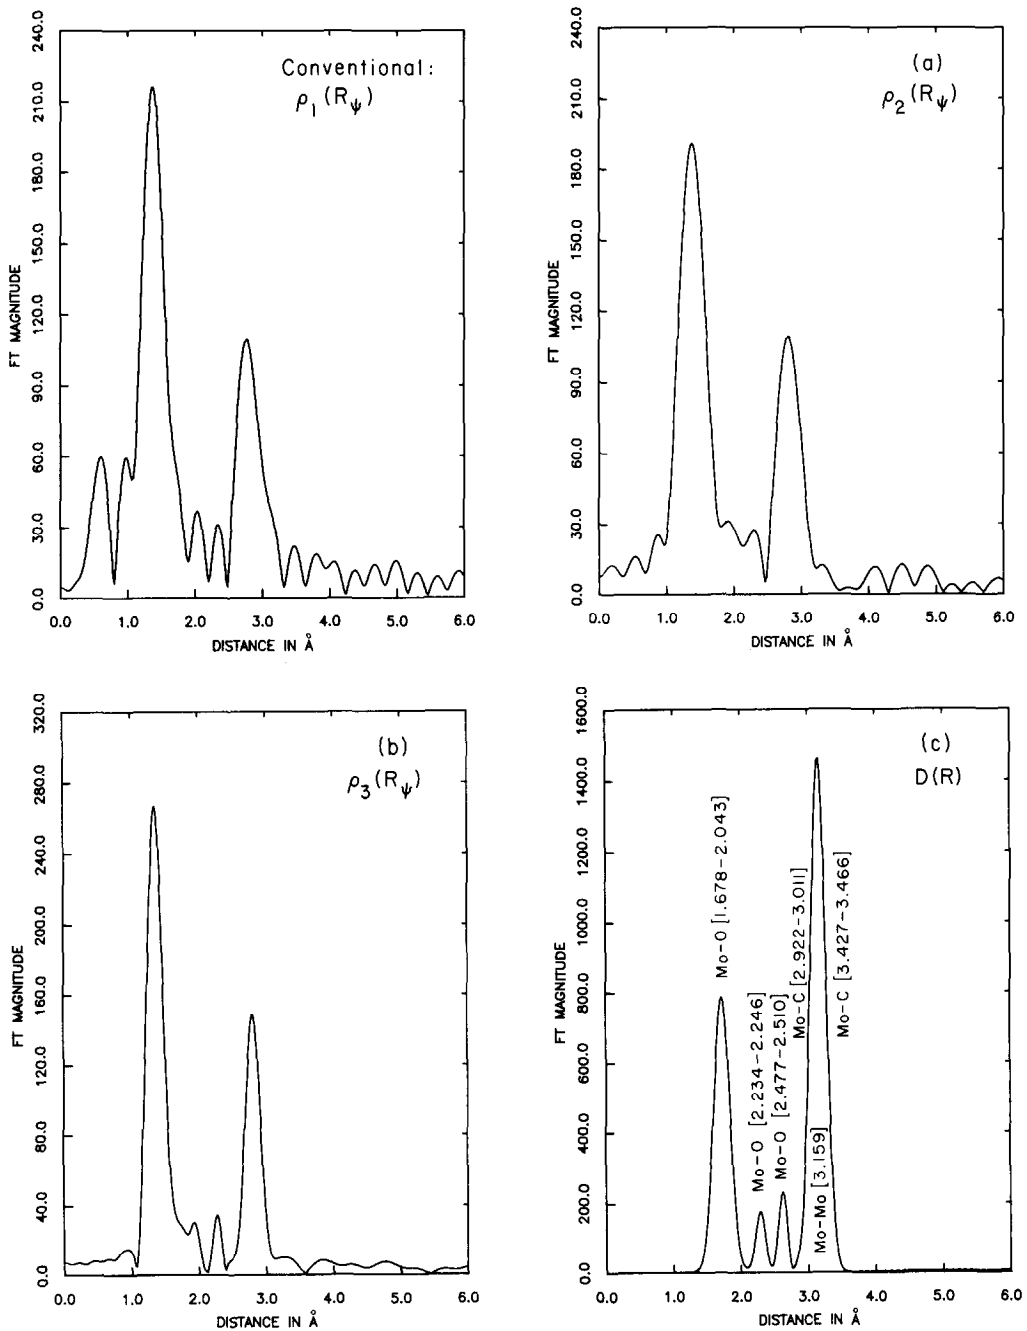 Conventional:
ρ₁(Rψ)
FT MAGNITUDE
240.0
210.0
180.0
150.0
120.0
90.0
60.0
30.0
0.0
0.0 1.0 2.0 3.0 4.0 5.0 6.0
DISTANCE IN Å
(a)
ρ₂(Rψ)
FT MAGNITUDE
240.0
210.0
180.0
150.0
120.0
90.0
60.0
30.0
0.0
0.0 1.0 2.0 3.0 4.0 5.0 6.0
DISTANCE IN Å
(b)
ρ₃(Rψ)
FT MAGNITUDE
320.0
280.0
240.0
200.0
160.0
120.0
80.0
40.0
0.0
0.0 1.0 2.0 3.0 4.0 5.0 6.0
DISTANCE IN Å
(c)
D(R)
FT MAGNITUDE
1600.0
1400.0
1200.0
1000.0
800.0
600.0
400.0
200.0
0.0
Mo-O [1.678-2.043]
Mo-O [2.234-2.246]
Mo-O [2.477-2.510]
Mo-C [2.922-3.011]
Mo-Mo [3.159]
Mo-C [3.427-3.466]
0.0 1.0 2.0 3.0 4.0 5.0 6.0
DISTANCE IN Å